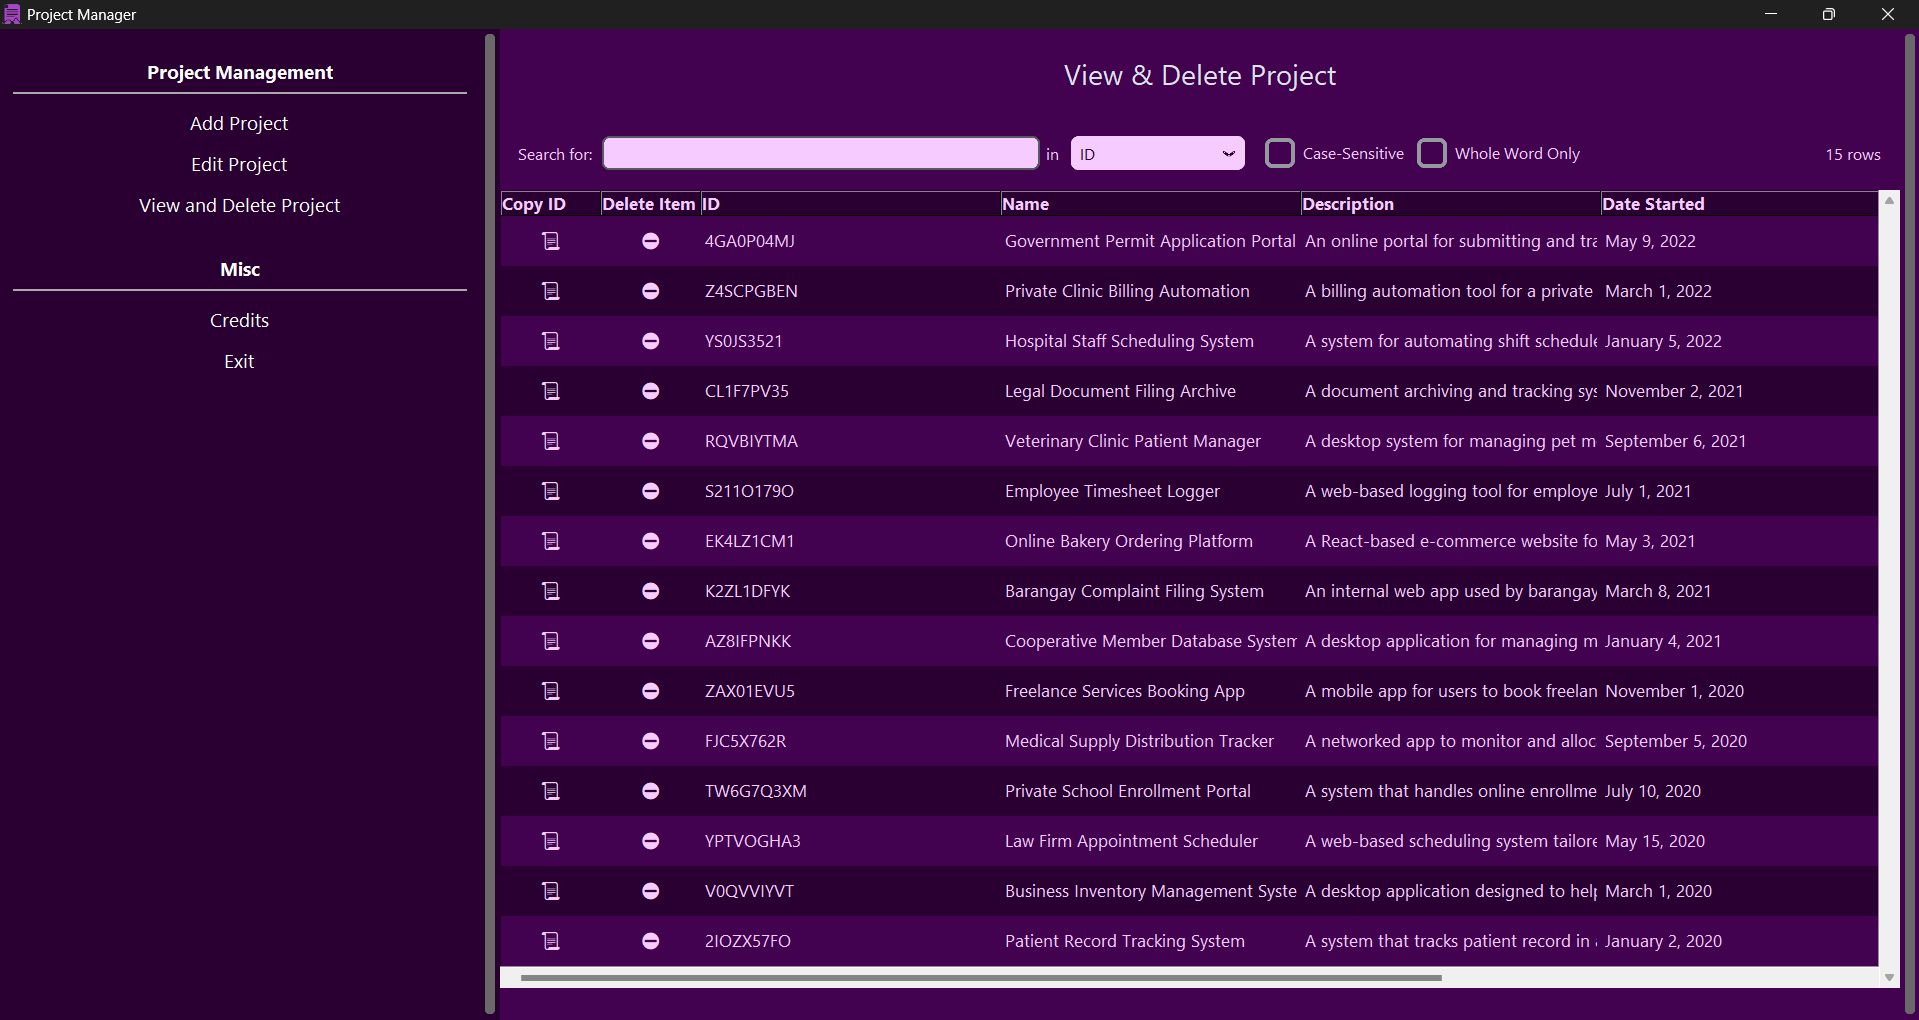 Project Manager
Project Management
Add Project
Edit Project
View and Delete Project
Misc
Credits
Exit
View & Delete Project
Search for: in ID Case-Sensitive Whole Word Only 15 rows
Copy ID Delete Item ID Name Description Date Started
4GA0P04MJ Government Permit Application Portal An online portal for submitting and tra May 9, 2022
Z4SCPGBEN Private Clinic Billing Automation A billing automation tool for a private March 1, 2022
YS0JS3521 Hospital Staff Scheduling System A system for automating shift schedule January 5, 2022
CL1F7PV35 Legal Document Filing Archive A document archiving and tracking sys November 2, 2021
RQVBIYTMA Veterinary Clinic Patient Manager A desktop system for managing pet m September 6, 2021
S211O179O Employee Timesheet Logger A web-based logging tool for employe July 1, 2021
EK4LZ1CM1 Online Bakery Ordering Platform A React-based e-commerce website fo May 3, 2021
K2ZL1DFYK Barangay Complaint Filing System An internal web app used by barangay March 8, 2021
AZ8IFPNKK Cooperative Member Database System A desktop application for managing m January 4, 2021
ZAX01EVU5 Freelance Services Booking App A mobile app for users to book freelan November 1, 2020
FJC5X762R Medical Supply Distribution Tracker A networked app to monitor and alloc September 5, 2020
TW6G7Q3XM Private School Enrollment Portal A system that handles online enrollme July 10, 2020
YPTVOGHA3 Law Firm Appointment Scheduler A web-based scheduling system tailore May 15, 2020
V0QVVIYVT Business Inventory Management Syste A desktop application designed to help March 1, 2020
2IOZX57FO Patient Record Tracking System A system that tracks patient record in January 2, 2020